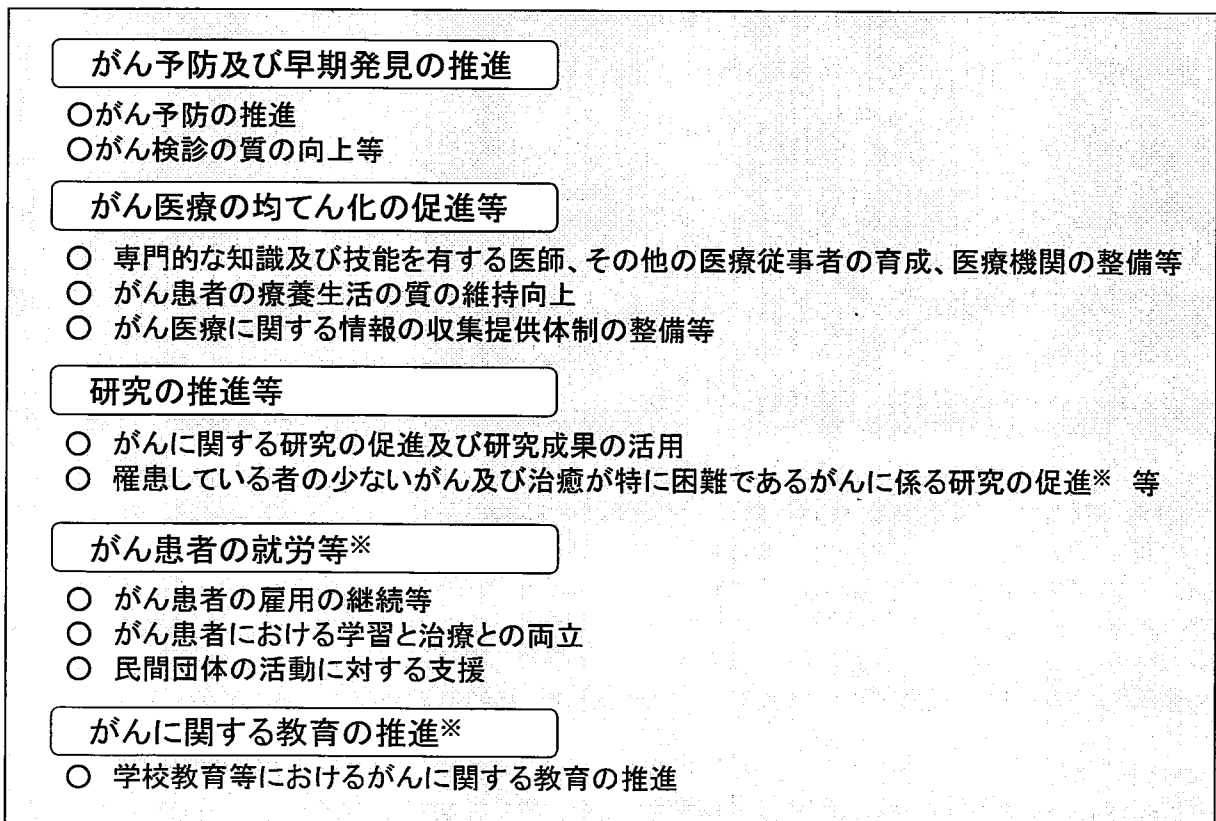 がん予防及び早期発見の推進
○がん予防の推進
○がん検診の質の向上等
がん医療の均てん化の促進等
○ 専門的な知識及び技能を有する医師、その他の医療従事者の育成、医療機関の整備等
○ がん患者の療養生活の質の維持向上
○ がん医療に関する情報の収集提供体制の整備等
研究の推進等
○ がんに関する研究の促進及び研究成果の活用
○ 罹患している者の少ないがん及び治癒が特に困難であるがんに係る研究の促進※ 等
がん患者の就労等※
○ がん患者の雇用の継続等
○ がん患者における学習と治療との両立
○ 民間団体の活動に対する支援
がんに関する教育の推進※
○ 学校教育等におけるがんに関する教育の推進